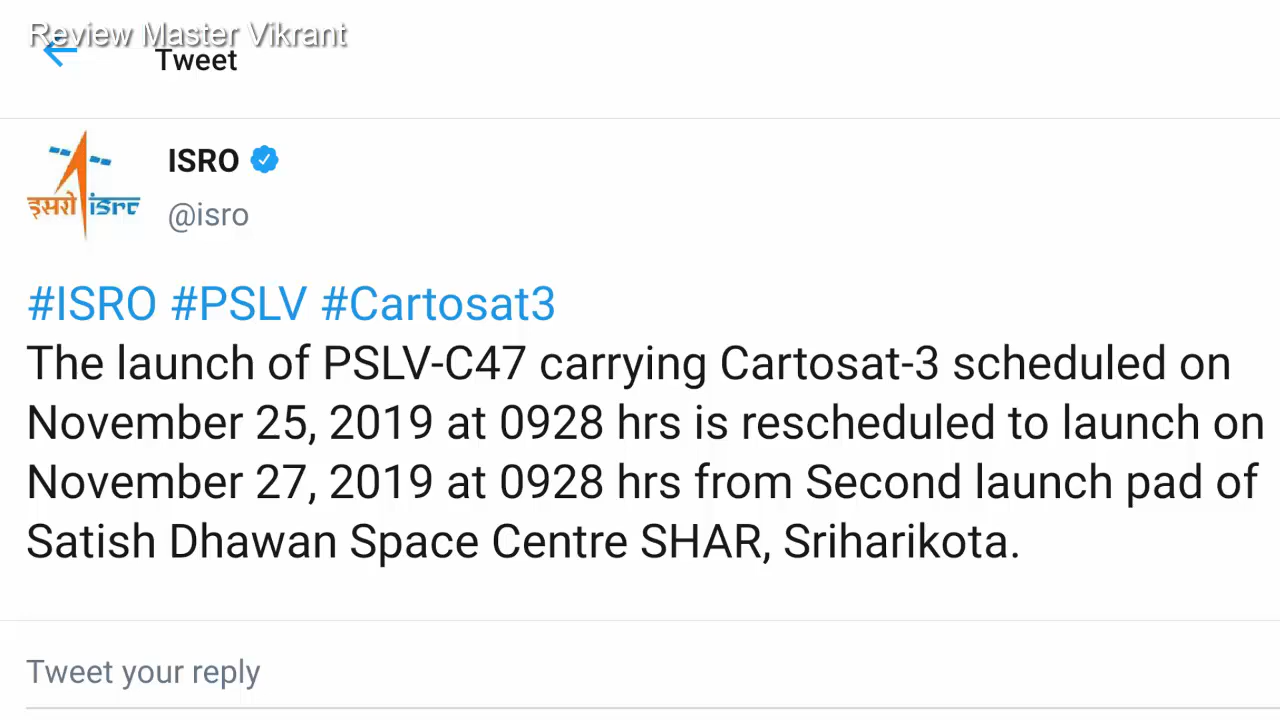 Review Master Vikrant
Tweet
ISRO
इसरो isro
@isro
#ISRO #PSLV #Cartosat3
The launch of PSLV-C47 carrying Cartosat-3 scheduled on
November 25, 2019 at 0928 hrs is rescheduled to launch on
November 27, 2019 at 0928 hrs from Second launch pad of
Satish Dhawan Space Centre SHAR, Sriharikota.
Tweet your reply